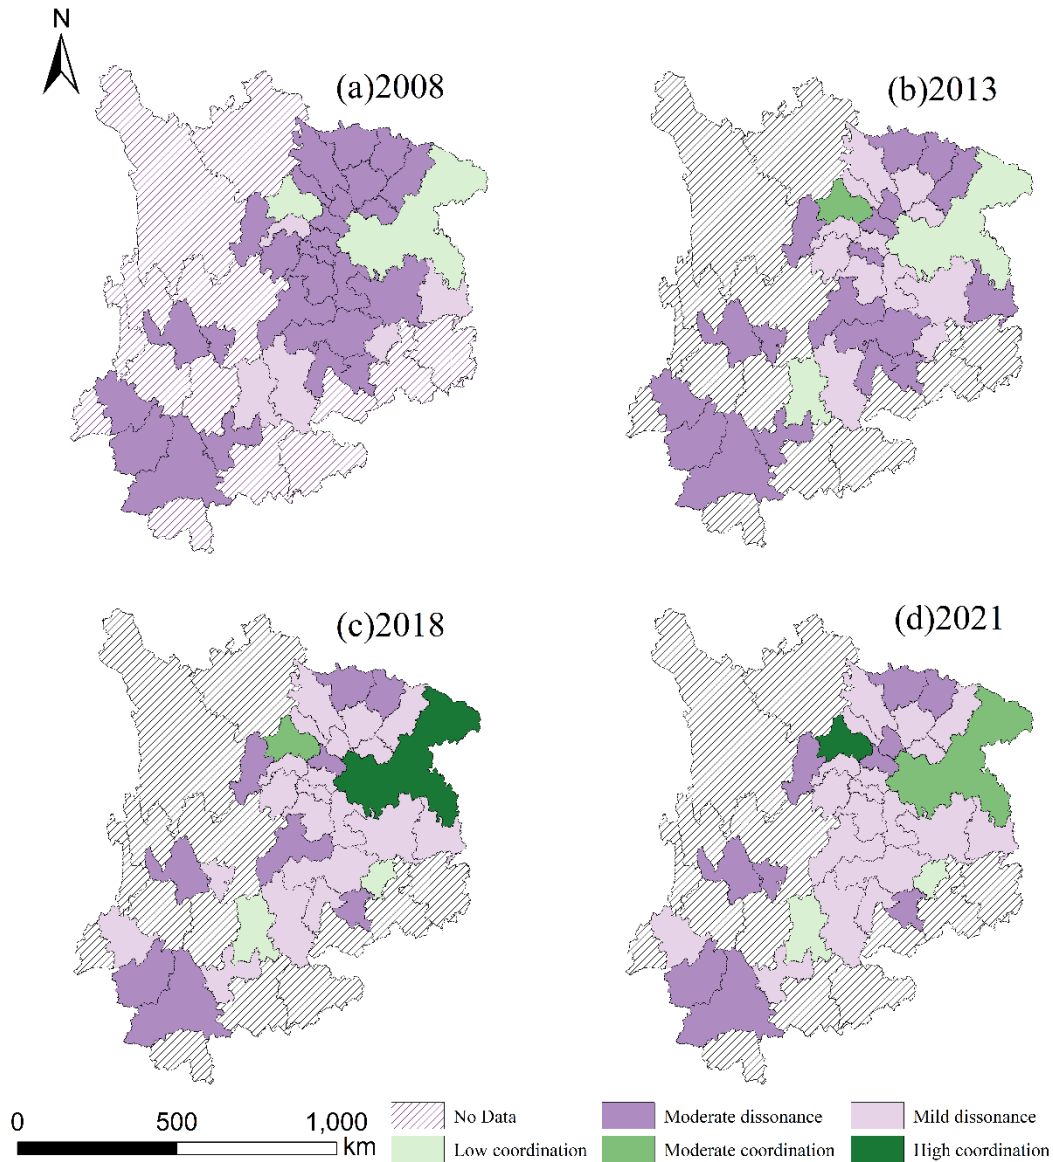 N
(a)2008
(b)2013
(c)2018
(d)2021
0 500 1,000
km
No Data Moderate dissonance Mild dissonance
Low coordination Moderate coordination High coordination